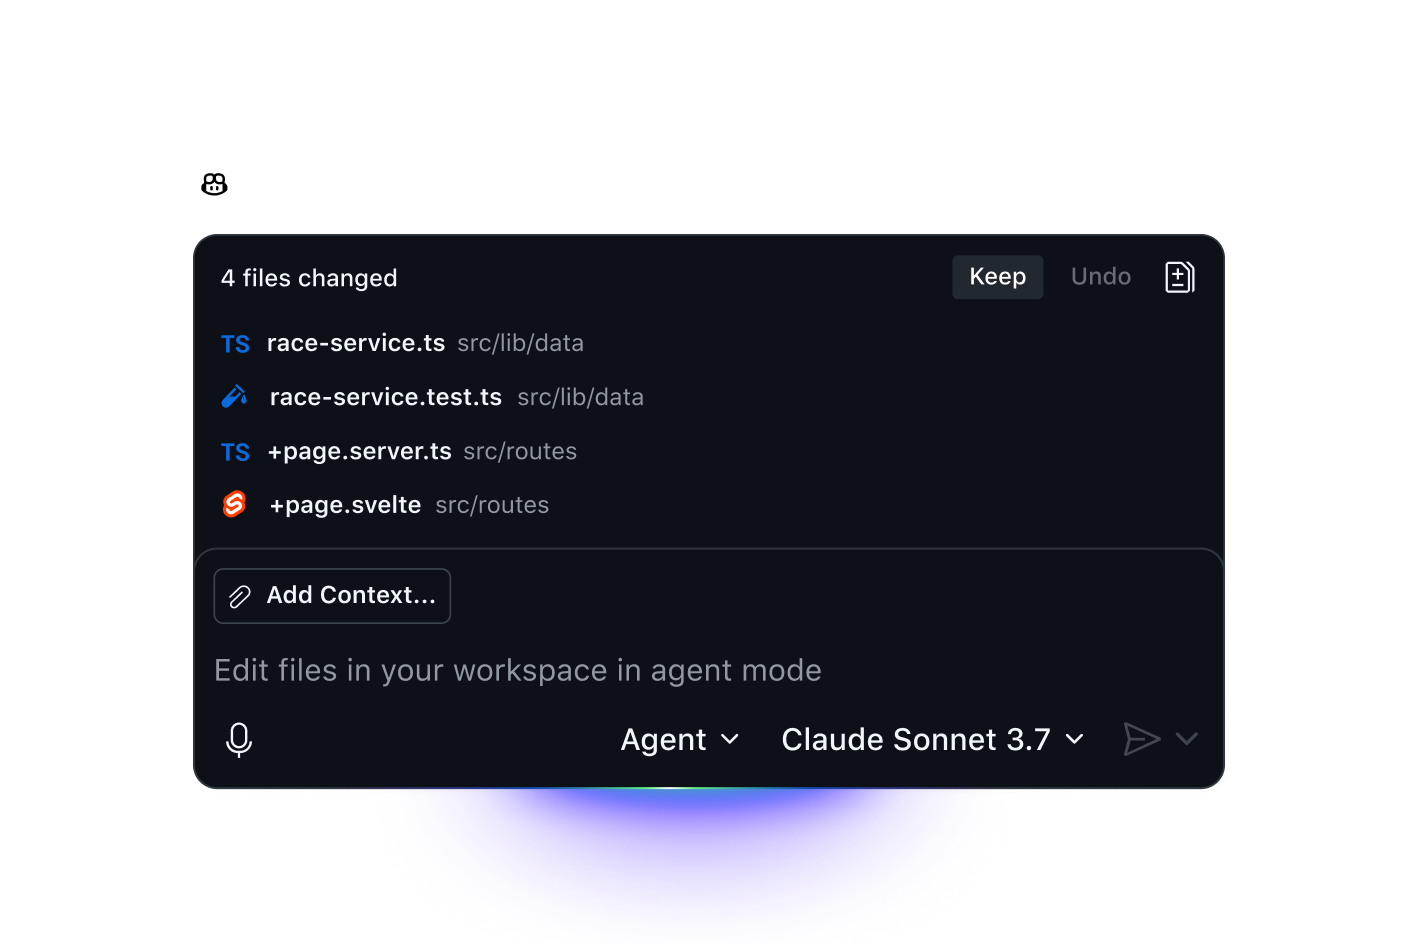 4 files changed Keep Undo
TS race-service.ts src/lib/data
race-service.test.ts src/lib/data
TS +page.server.ts src/routes
+page.svelte src/routes
Add Context...
Edit files in your workspace in agent mode
Agent Claude Sonnet 3.7